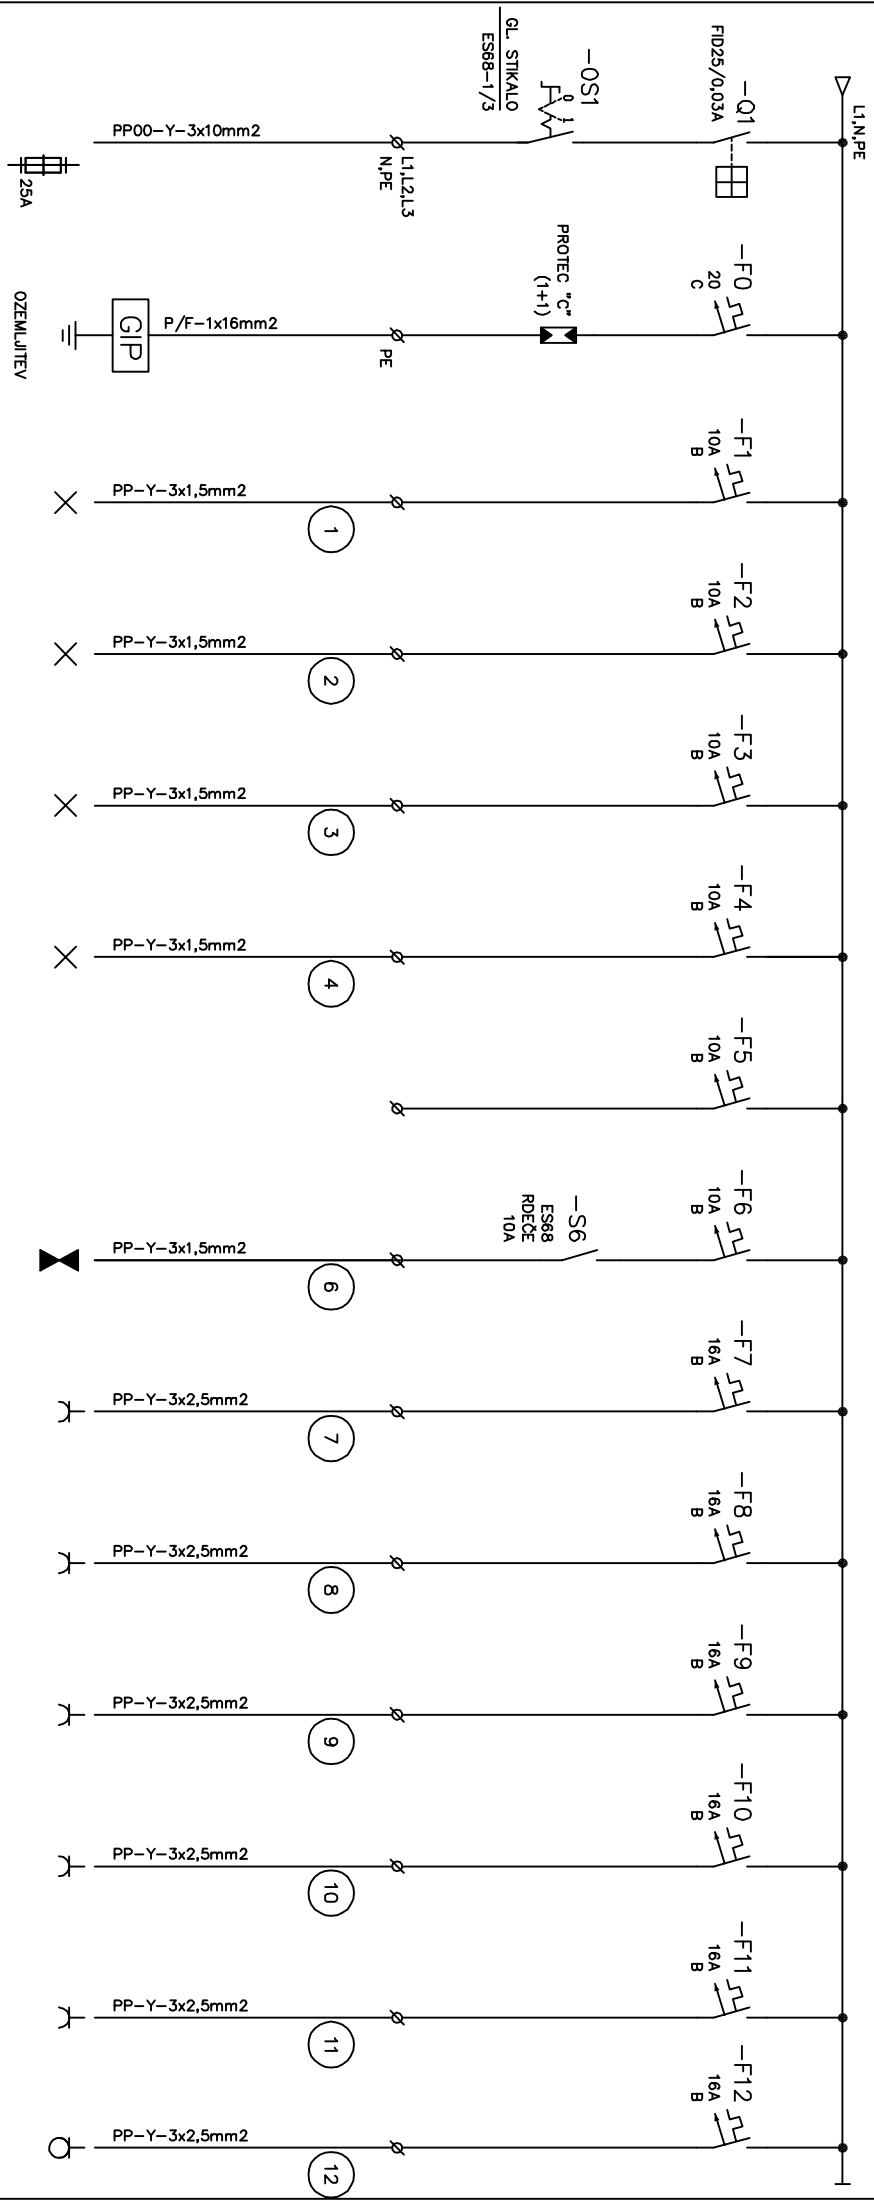 L1,N,PE
-Q1
FID25/0,03A
-0S1
0 1
GL. STIKALO
ES68-1/3
L1,L2,L3
N,PE
PP00-Y-3x10mm2
25A
-F0
20
C
PROTEC "C"
(1+1)
PE
P/F-1x16mm2
GIP
OZEMLJITEV
-F1
10A
B
1
PP-Y-3x1,5mm2
-F2
10A
B
2
PP-Y-3x1,5mm2
-F3
10A
B
3
PP-Y-3x1,5mm2
-F4
10A
B
4
PP-Y-3x1,5mm2
-F5
10A
B
-F6
10A
B
-S6
ES68
RDEČE
10A
6
PP-Y-3x1,5mm2
-F7
16A
B
7
PP-Y-3x2,5mm2
-F8
16A
B
8
PP-Y-3x2,5mm2
-F9
16A
B
9
PP-Y-3x2,5mm2
-F10
16A
B
10
PP-Y-3x2,5mm2
-F11
16A
B
11
PP-Y-3x2,5mm2
-F12
16A
B
12
PP-Y-3x2,5mm2